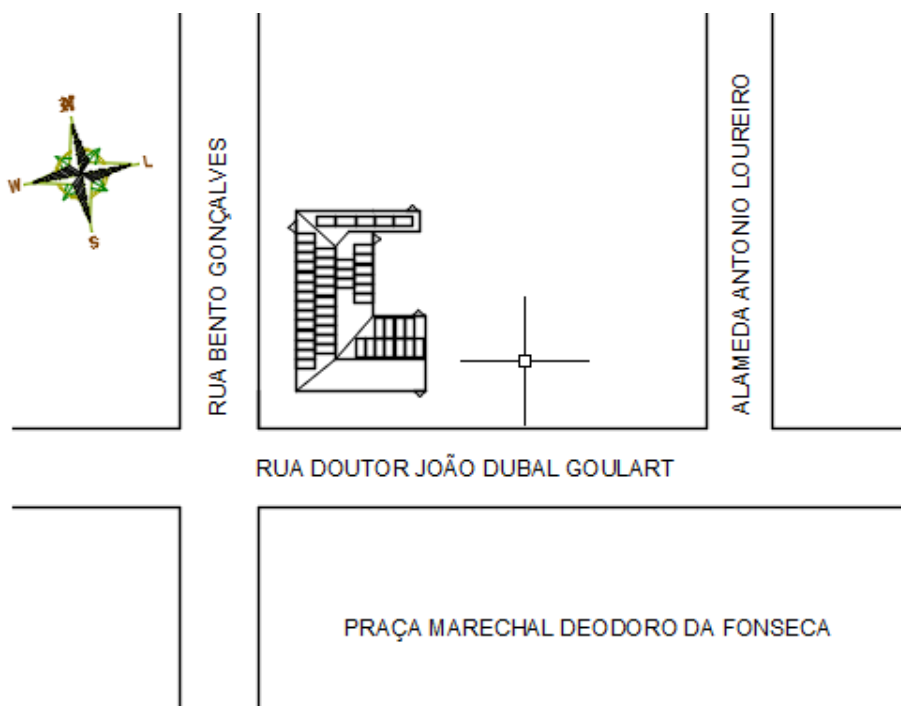 L
W
S
RUA BENTO GONÇALVES
ALAMEDA ANTONIO LOUREIRO
RUA DOUTOR JOÃO DUBAL GOULART
PRAÇA MARECHAL DEODORO DA FONSECA